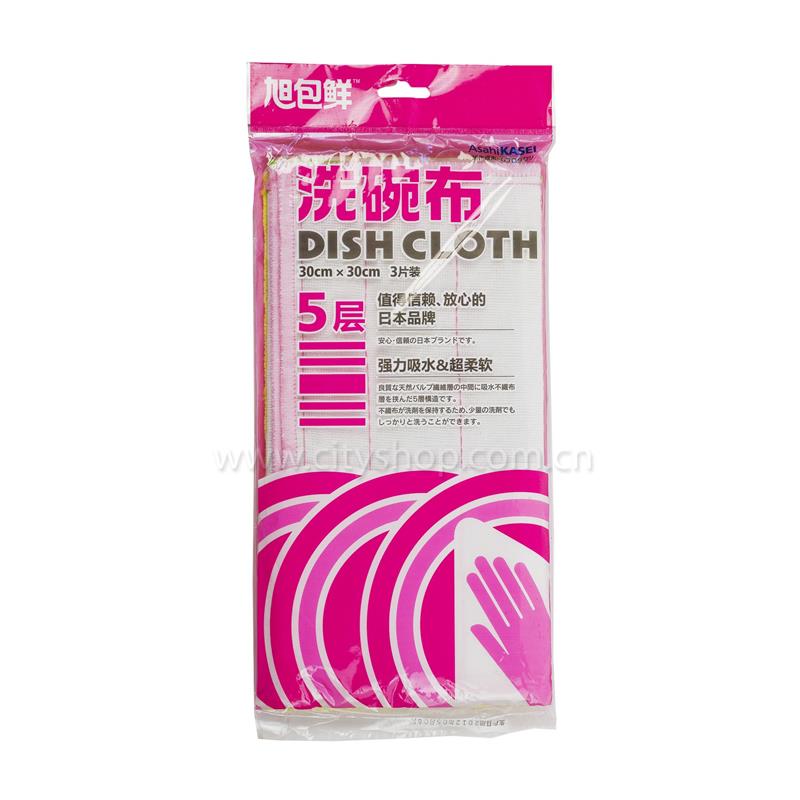 旭包鲜™
AsahiKASEI
洗碗布
DISH CLOTH
30cm×30cm 3片装
5层
值得信赖、放心的
日本品牌
安心・信頼の日本ブランドです。
强力吸水&超柔软
良質な天然パルプ繊維層の中間に吸水不織布
層を挟んだ5層構造です。
不織布が洗剤を保持するため、少量の洗剤でも
しっかりと洗うことができます。
www.cityshop.com.cn